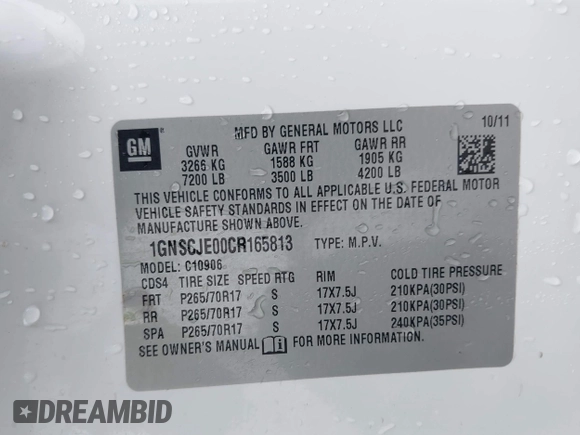 MFD BY GENERAL MOTORS LLC 10/11
GM ®
GVWR GAWR FRT GAWR RR
3266 KG 1588 KG 1905 KG
7200 LB 3500 LB 4200 LB
THIS VEHICLE CONFORMS TO ALL APPLICABLE U.S. FEDERAL MOTOR
VEHICLE SAFETY STANDARDS IN EFFECT ON THE DATE OF
MANUFACTURE SHOWN ABOVE.
1GNSCJE00CR165813 TYPE: M.P.V.
MODEL: C10906
CDS4 TIRE SIZE SPEED RTG RIM COLD TIRE PRESSURE
FRT P265/70R17 S 17X7.5J 210KPA(30PSI)
RR P265/70R17 S 17X7.5J 210KPA(30PSI)
SPA P265/70R17 S 17X7.5J 240KPA(35PSI)
SEE OWNER'S MANUAL FOR MORE INFORMATION.
DREAMBID